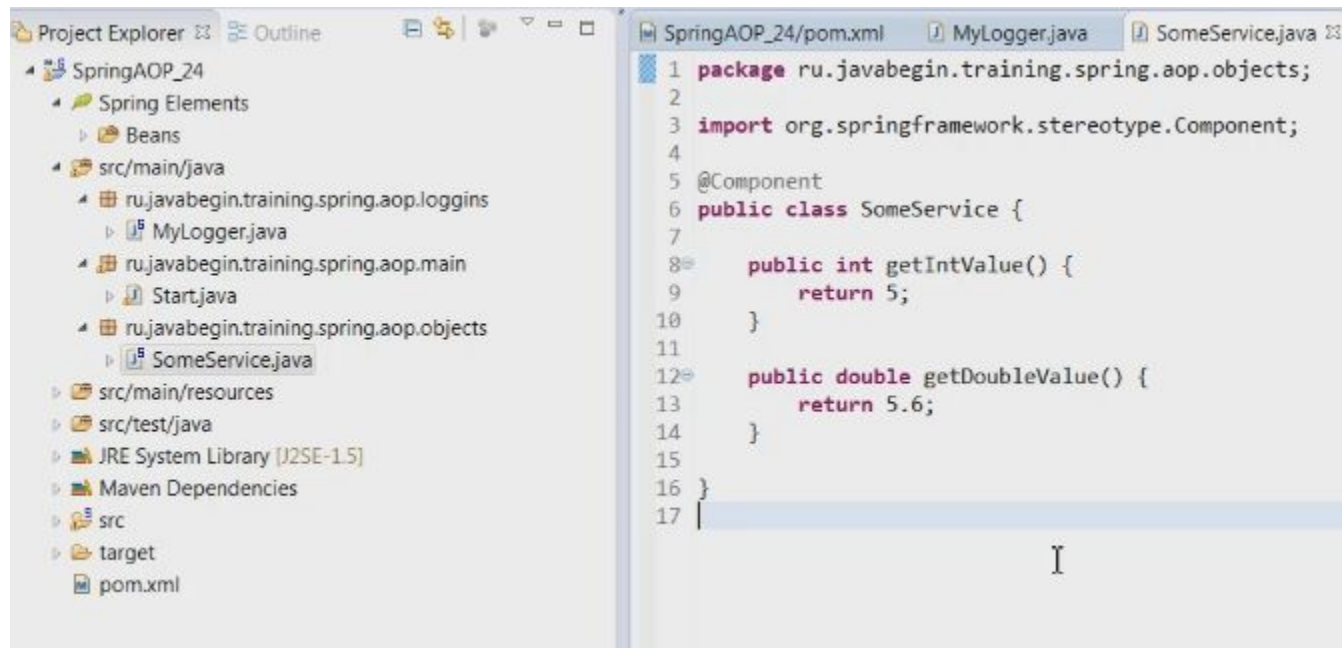 Project Explorer Outline
SpringAOP_24
Spring Elements
Beans
src/main/java
ru.javabegin.training.spring.aop.loggins
MyLogger.java
ru.javabegin.training.spring.aop.main
Start.java
ru.javabegin.training.spring.aop.objects
SomeService.java
src/main/resources
src/test/java
JRE System Library [J2SE-1.5]
Maven Dependencies
src
target
pom.xml
SpringAOP_24/pom.xml MyLogger.java SomeService.java
1 package ru.javabegin.training.spring.aop.objects;
2
3 import org.springframework.stereotype.Component;
4
5 @Component
6 public class SomeService {
7
8 public int getIntValue() {
9 return 5;
10 }
11
12 public double getDoubleValue() {
13 return 5.6;
14 }
15
16 }
17